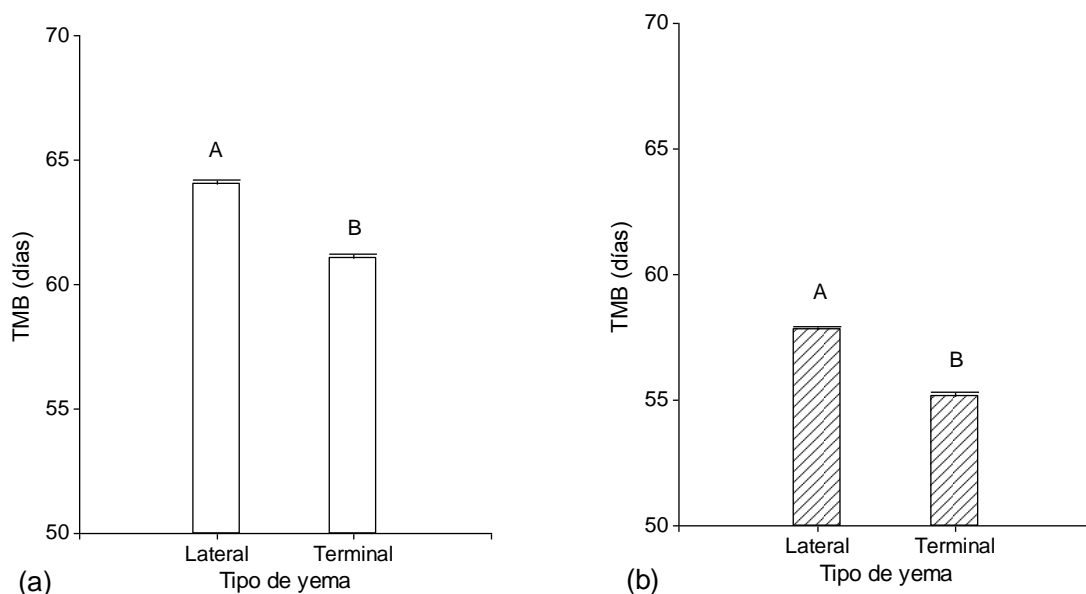 70
65
60
55
50
TMB (días)
A
B
Lateral Terminal
Tipo de yema
(a)
70
65
60
55
50
TMB (días)
A
B
Lateral Terminal
Tipo de yema
(b)